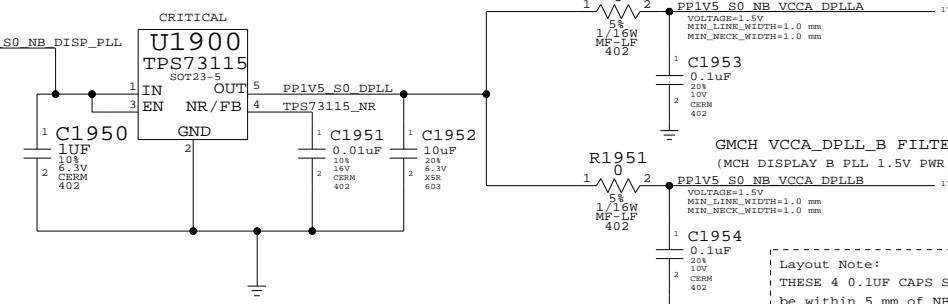 CRITICAL
U1900
TPS73115
SOT23-5
S0_NB_DISP_PLL
1 IN OUT 5 PP1V5_S0_DPLL
3 EN NR/FB 4 TPS73115_NR
GND
2
1 C1950
1UF
10%
6.3V
2 CERM
402
1 C1951
0.01uF
10%
16V
2 CERM
402
1 C1952
10uF
20%
6.3V
2 X5R
603
1 2
5%
1/16W
MF-LF
402
PP1V5_S0_NB_VCCA_DPLLA
VOLTAGE=1.5V
MIN_LINE_WIDTH=1.0 mm
MIN_NECK_WIDTH=1.0 mm
1 C1953
0.1uF
20%
10V
2 CERM
402
GMCH VCCA_DPLL_B FILTE
(MCH DISPLAY B PLL 1.5V PWR
R1951
0
1 2
5%
1/16W
MF-LF
402
PP1V5_S0_NB_VCCA_DPLLB
VOLTAGE=1.5V
MIN_LINE_WIDTH=1.0 mm
MIN_NECK_WIDTH=1.0 mm
1 C1954
0.1uF
20%
10V
2 CERM
402
Layout Note:
THESE 4 0.1UF CAPS S
be within 5 mm of NB